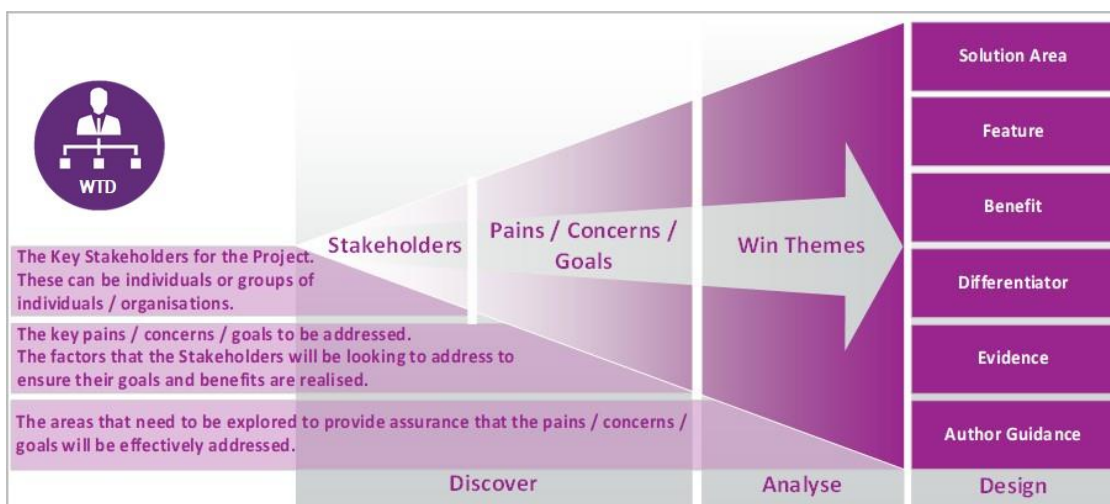 WTD
The Key Stakeholders for the Project.
These can be individuals or groups of
individuals / organisations.
The key pains / concerns / goals to be addressed.
The factors that the Stakeholders will be looking to address to
ensure their goals and benefits are realised.
The areas that need to be explored to provide assurance that the pains / concerns /
goals will be effectively addressed.
Stakeholders
Pains / Concerns /
Goals
Win Themes
Solution Area
Feature
Benefit
Differentiator
Evidence
Author Guidance
Discover
Analyse
Design